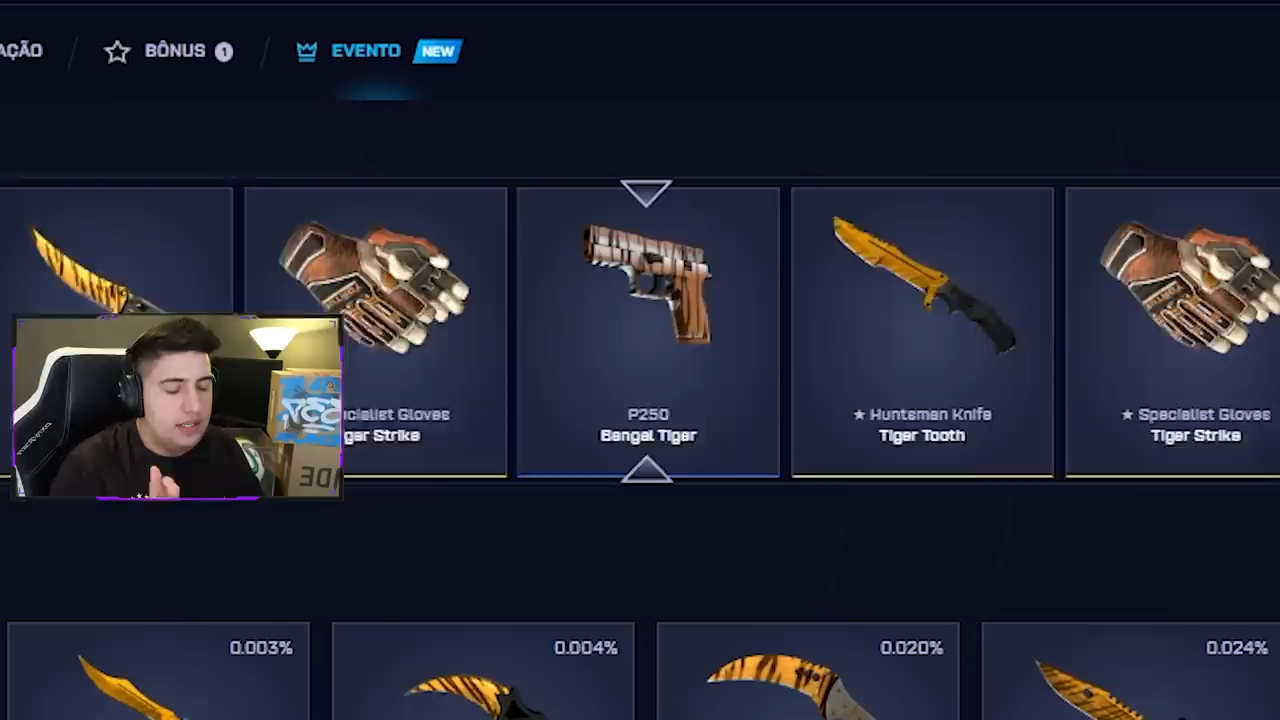 AÇÃO / BÔNUS 1 / EVENTO NEW
cialist Gloves
ger Strike
P250
Bengal Tiger
★ Huntsman Knife
Tiger Tooth
★ Specialist Gloves
Tiger Strike
0.003%
0.004%
0.020%
0.024%